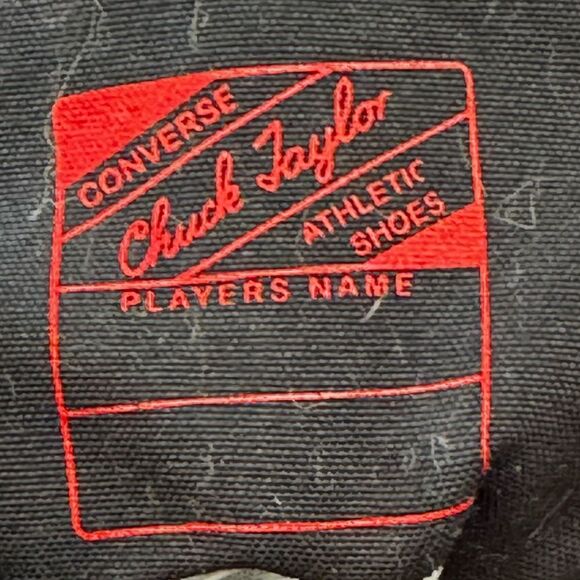 CONVERSE
Chuck Taylor
ATHLETIC
SHOES
PLAYERS NAME